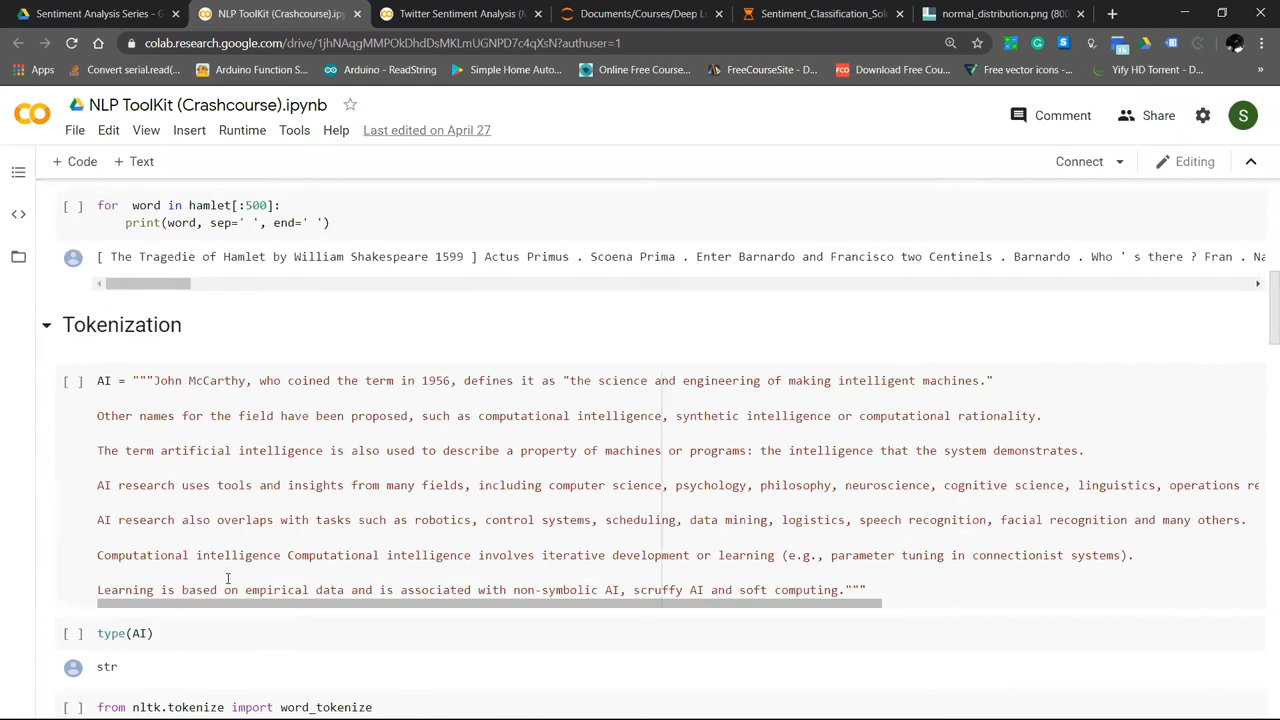 Sentiment Analysis Series - G
NLP ToolKit (Crashcourse).ipyn
Twitter Sentiment Analysis (M
Documents/Courses/Deep L
Sentiment_Classification_Sol
normal_distribution.png (800
colab.research.google.com/drive/1jhNAqgMMPOkDhdDsMKLmUGNPD7c4qXsN?authuser=1
Apps
Convert serial.read(...
Arduino Function S...
Arduino - ReadString
Simple Home Auto...
Online Free Course...
FreeCourseSite - D...
Download Free Cou...
Free vector icons -...
Yify HD Torrent - D...
»
NLP ToolKit (Crashcourse).ipynb
Comment
Share
S
File Edit View Insert Runtime Tools Help Last edited on April 27
+ Code + Text
Connect
Editing
[ ] for word in hamlet[:500]:
print(word, sep=' ', end=' ')
[ The Tragedie of Hamlet by William Shakespeare 1599 ] Actus Primus . Scoena Prima . Enter Barnardo and Francisco two Centinels . Barnardo . Who ' s there ? Fran . Na
Tokenization
[ ] AI = """John McCarthy, who coined the term in 1956, defines it as "the science and engineering of making intelligent machines."
Other names for the field have been proposed, such as computational intelligence, synthetic intelligence or computational rationality.
The term artificial intelligence is also used to describe a property of machines or programs: the intelligence that the system demonstrates.
AI research uses tools and insights from many fields, including computer science, psychology, philosophy, neuroscience, cognitive science, linguistics, operations re
AI research also overlaps with tasks such as robotics, control systems, scheduling, data mining, logistics, speech recognition, facial recognition and many others.
Computational intelligence Computational intelligence involves iterative development or learning (e.g., parameter tuning in connectionist systems).
Learning is based on empirical data and is associated with non-symbolic AI, scruffy AI and soft computing."""
[ ] type(AI)
str
[ ] from nltk.tokenize import word_tokenize